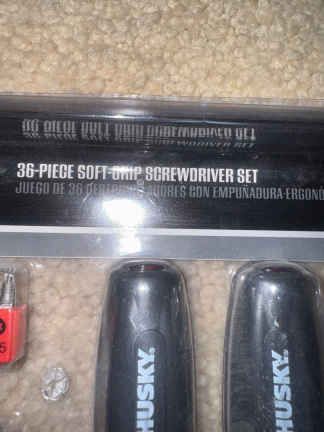 36-PIECE SOFT-GRIP SCREWDRIVER SET
JUEGO DE 36 CON EMPUÑADURA
HUSKY.
HUSKY.